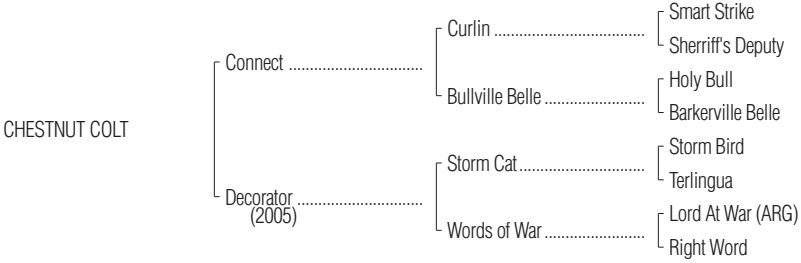 Smart Strike
Curlin
Sherriff's Deputy
Connect
Holy Bull
Bullville Belle
Barkerville Belle
CHESTNUT COLT
Storm Bird
Storm Cat
Terlingua
Decorator
(2005)
Lord At War (ARG)
Words of War
Right Word